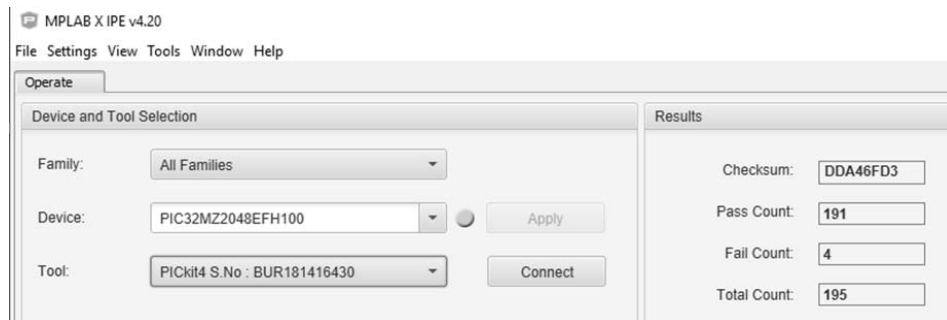 MPLAB X IPE v4.20
File Settings View Tools Window Help
Operate
Device and Tool Selection
Family: All Families
Device: PIC32MZ2048EFH100 Apply
Tool: PICkit4 S.No : BUR181416430 Connect
Results
Checksum: DDA46FD3
Pass Count: 191
Fail Count: 4
Total Count: 195